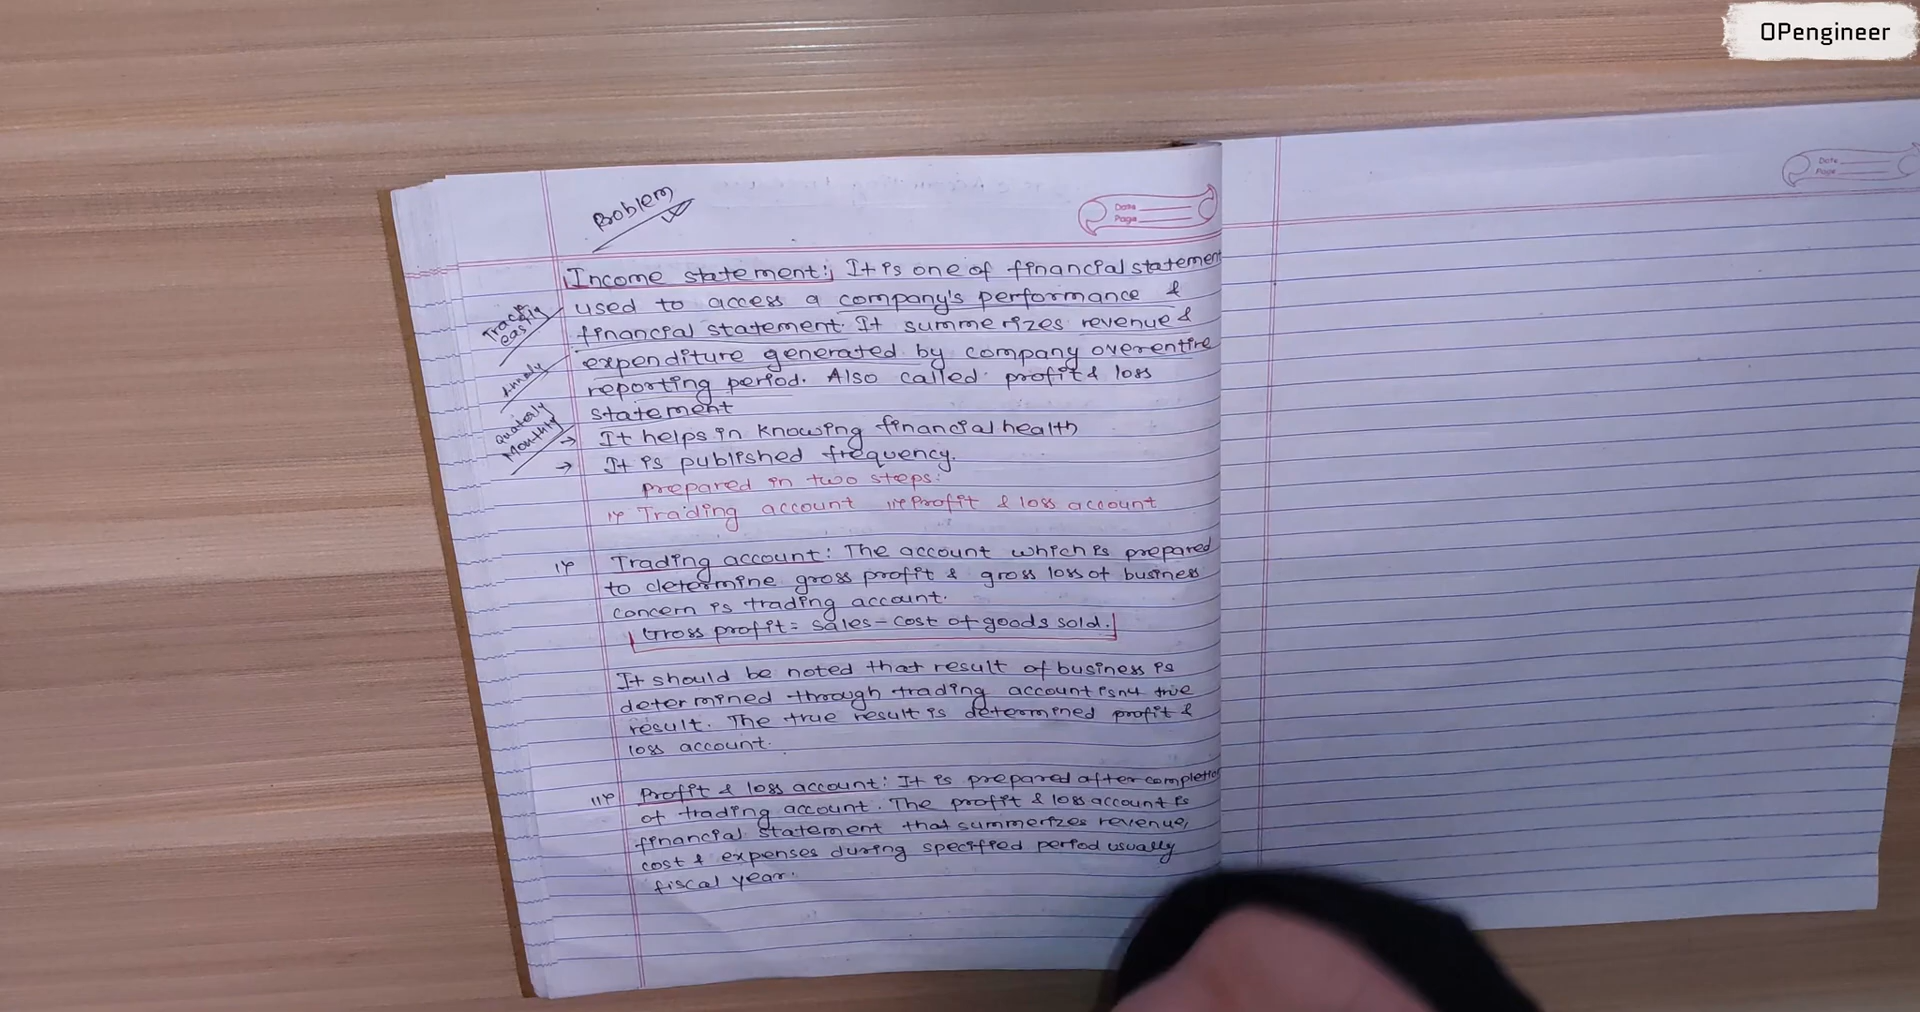 OPengineer
Problem
Date
Page
Date
Page
Income statement: It is one of financial statement
used to access a company's performance &
financial statement. It summerizes revenue &
expenditure generated by company over entire
reporting period. Also called profit & loss
statement
→ It helps in knowing financial health
→ It is published frequency.
easy
Quaterly
Monthly
prepared in two steps:
i) Trading account ii) Profit & loss account
i) Trading account: The account which is prepared
to determine gross profit & gross loss of business
concern is trading account.
Gross profit = sales - cost of goods sold.
It should be noted that result of business is
determined through trading account isn't true
result. The true result is determined profit &
loss account.
ii) Profit & loss account: It is prepared after completion
of trading account. The profit & loss account is
financial statement that summerizes revenue,
cost & expenses during specified period usually
fiscal year.